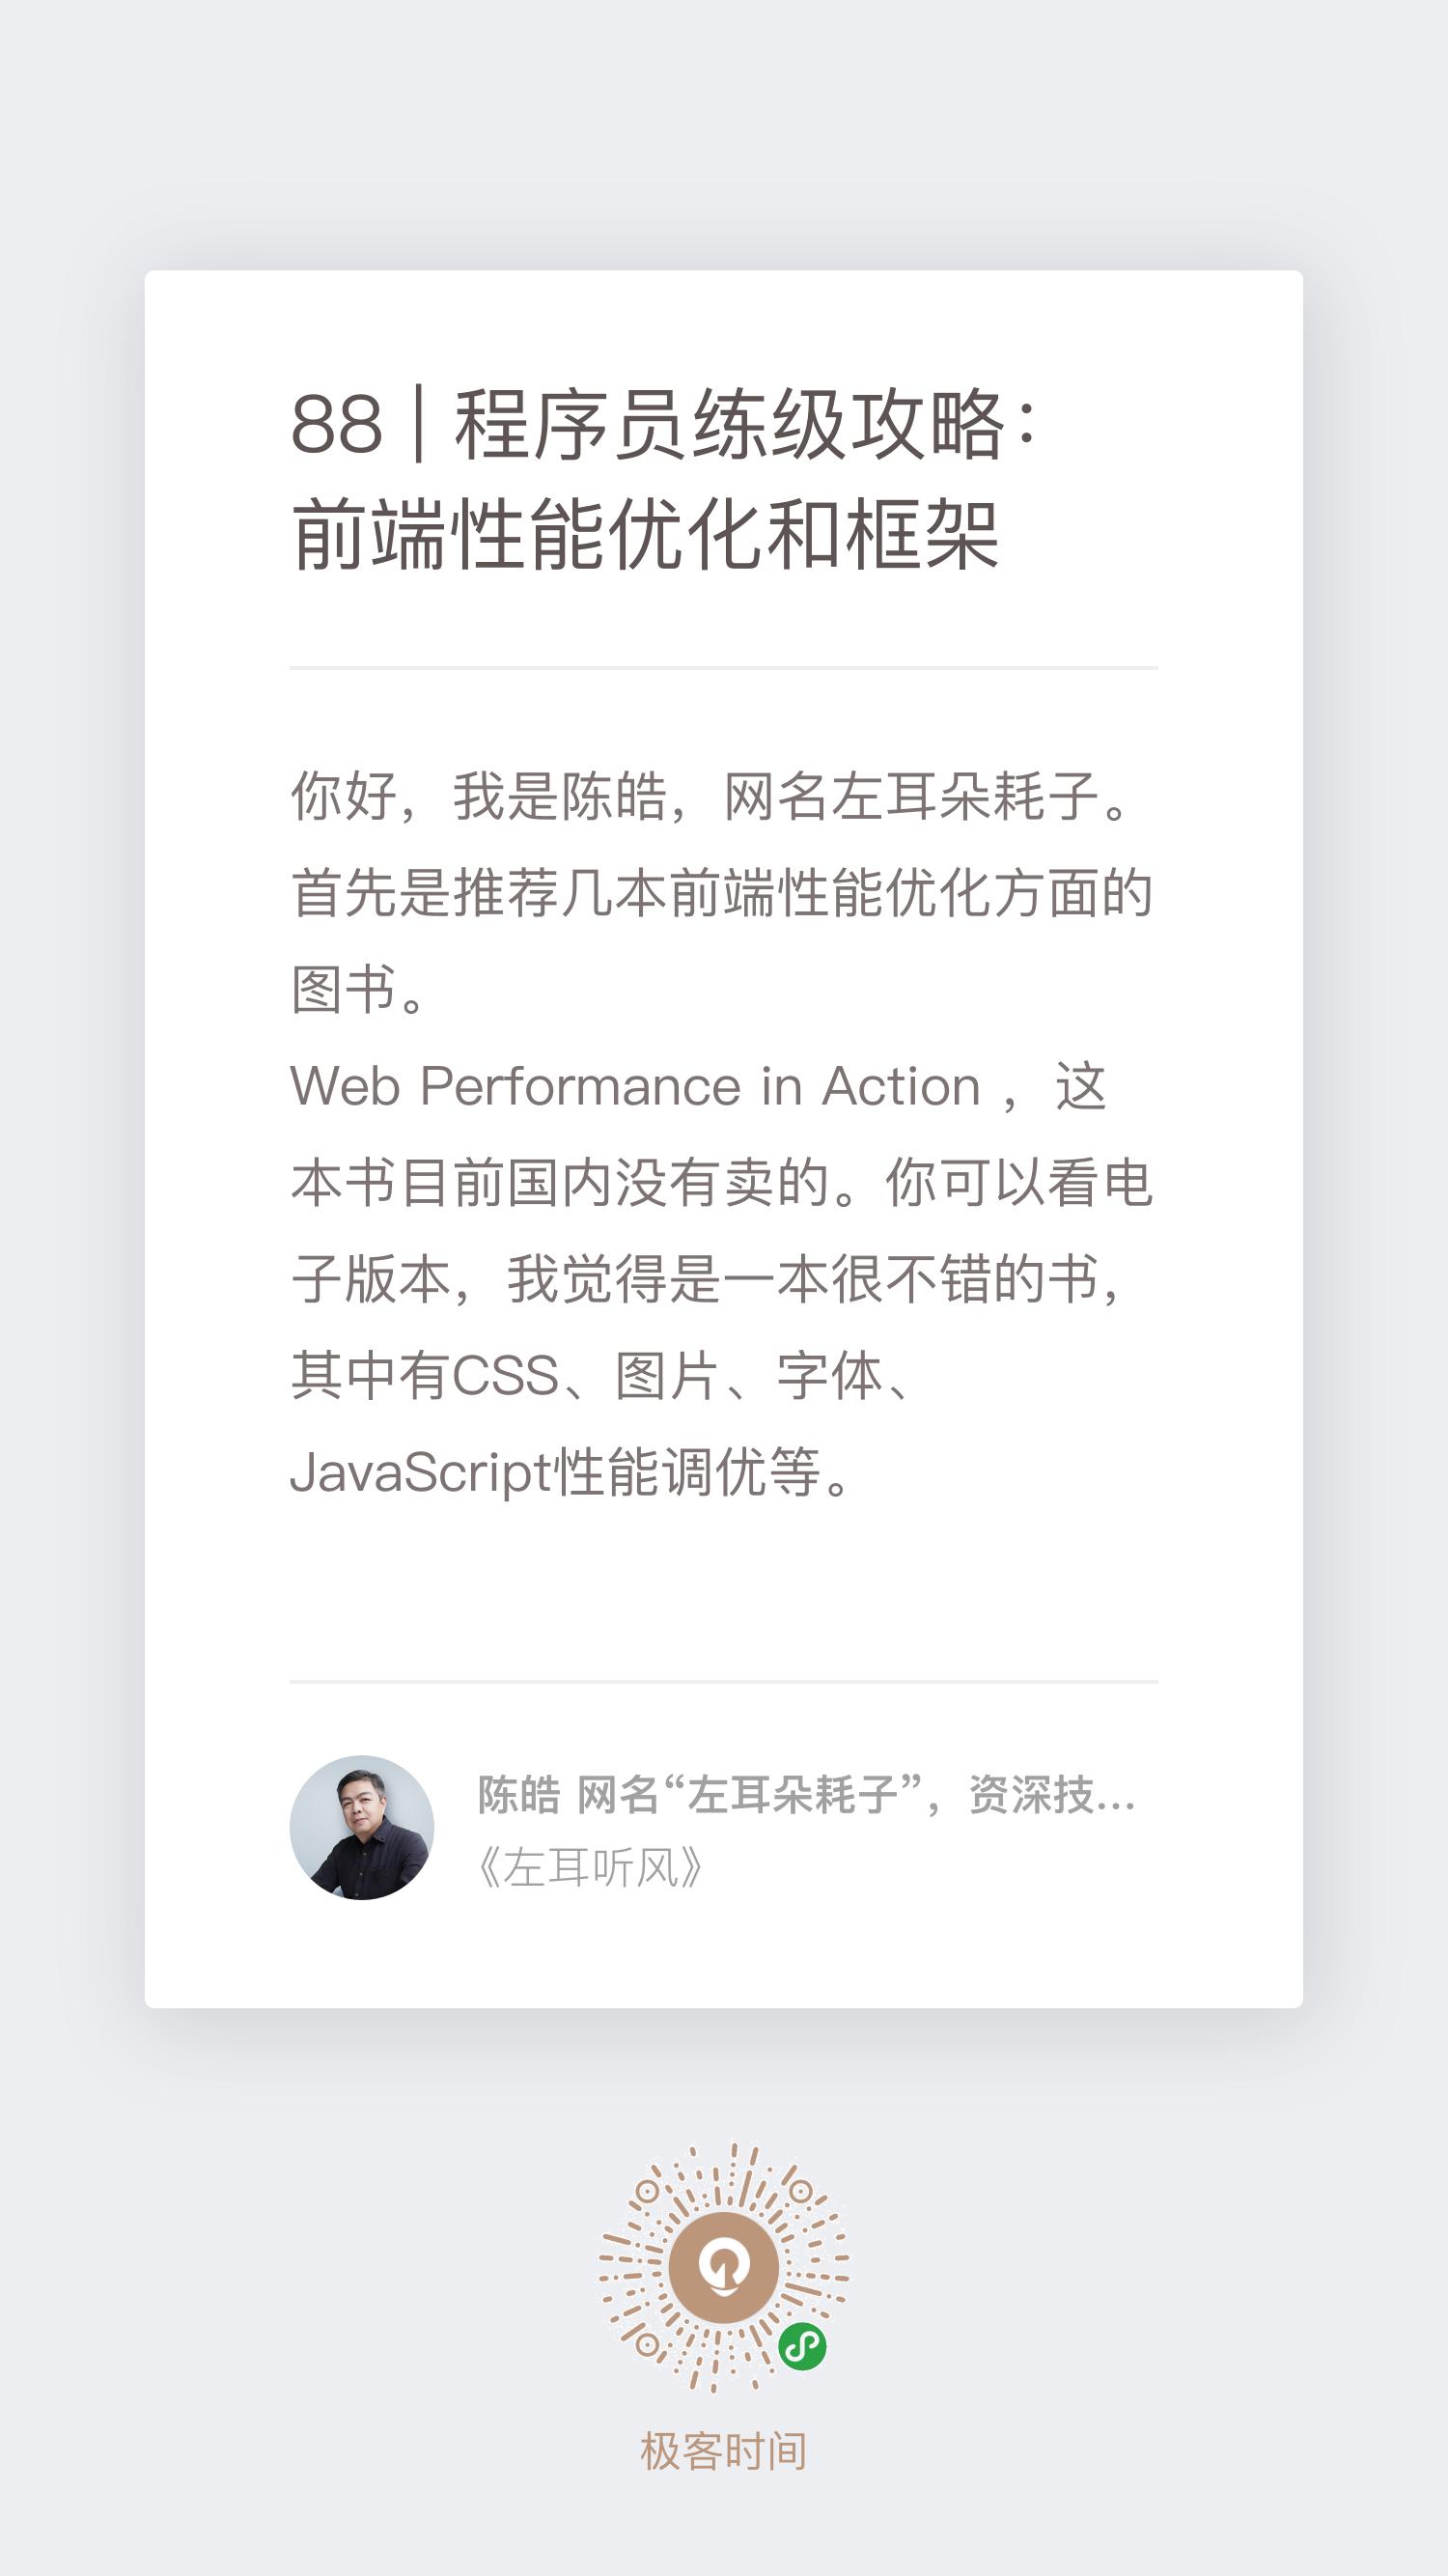 88 | 程序员练级攻略：
前端性能优化和框架
你好，我是陈皓，网名左耳朵耗子。
首先是推荐几本前端性能优化方面的
图书。
Web Performance in Action ，这
本书目前国内没有卖的。你可以看电
子版本，我觉得是一本很不错的书，
其中有CSS、图片、字体、
JavaScript性能调优等。
陈皓 网名“左耳朵耗子”，资深技...
《左耳听风》
极客时间